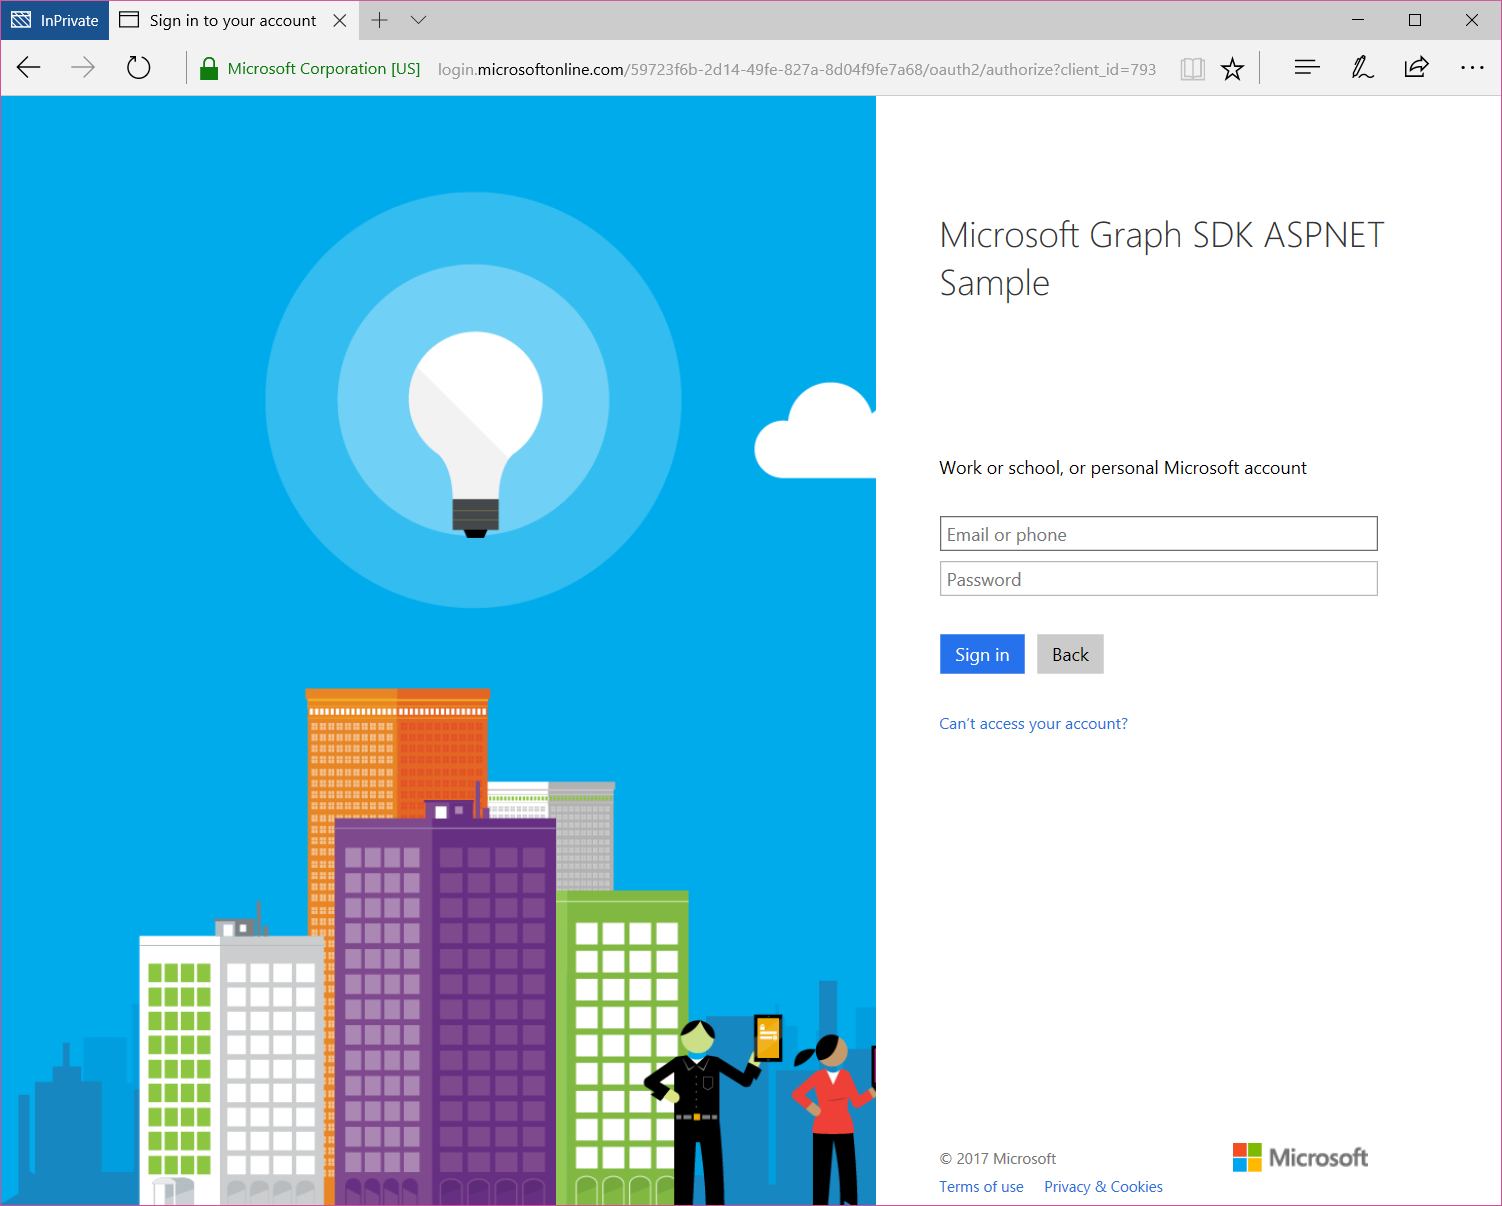 InPrivate
Sign in to your account
Microsoft Corporation [US]
login.microsoftonline.com/59723f6b-2d14-49fe-827a-8d04f9fe7a68/oauth2/authorize?client_id=793
Microsoft Graph SDK ASPNET
Sample
Work or school, or personal Microsoft account
Email or phone
Password
Sign in
Back
Can't access your account?
© 2017 Microsoft
Microsoft
Terms of use
Privacy & Cookies